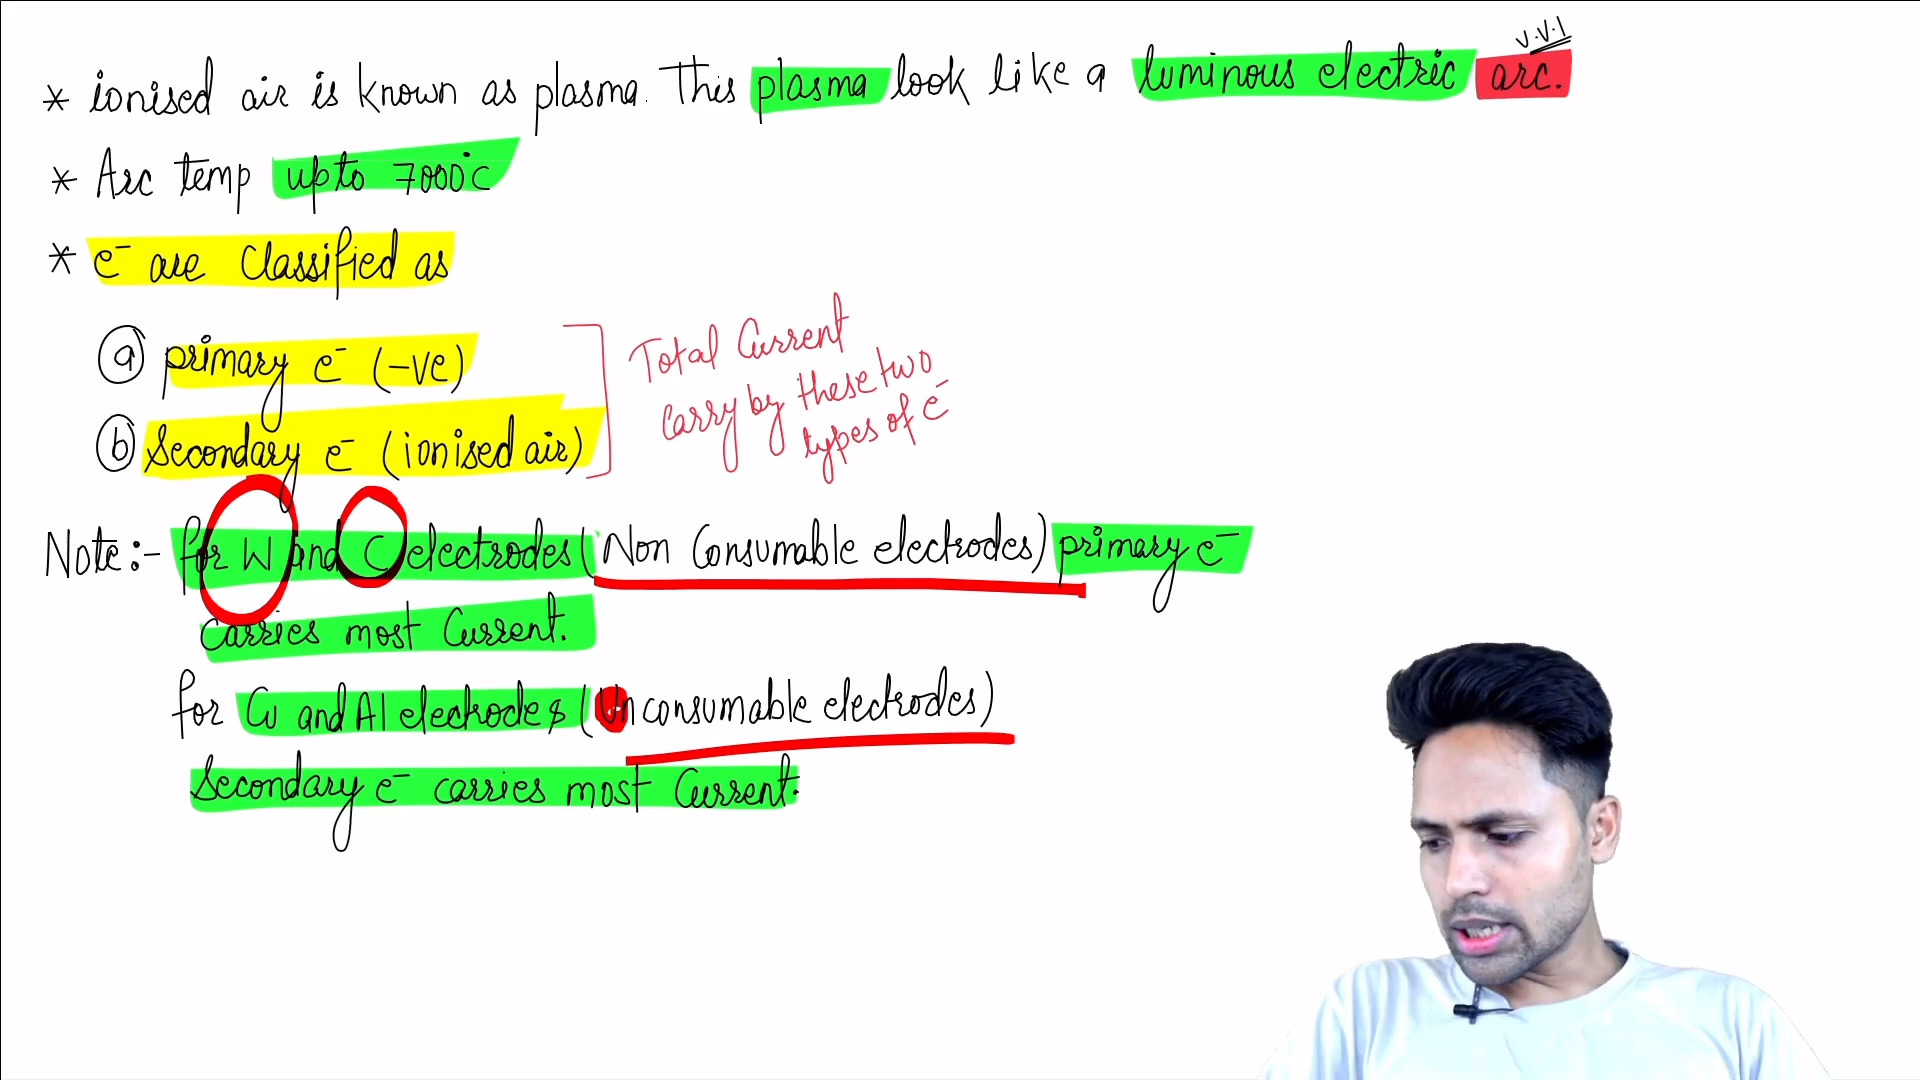 v.v.I
* ionised air is known as plasma. This plasma look like a luminous electric arc.
* Arc temp upto 7000°C
* e⁻ are Classified as
ⓐ primary e⁻ (-ve)
ⓑ Secondary e⁻ (ionised air)
Total Current
Carry by these two
types of e⁻
Note:- for W and C electrodes (Non Consumable electrodes) primary e⁻
carries most Current.
for Cu and Al electrodes (Unconsumable electrodes)
Secondary e⁻ carries most Current.